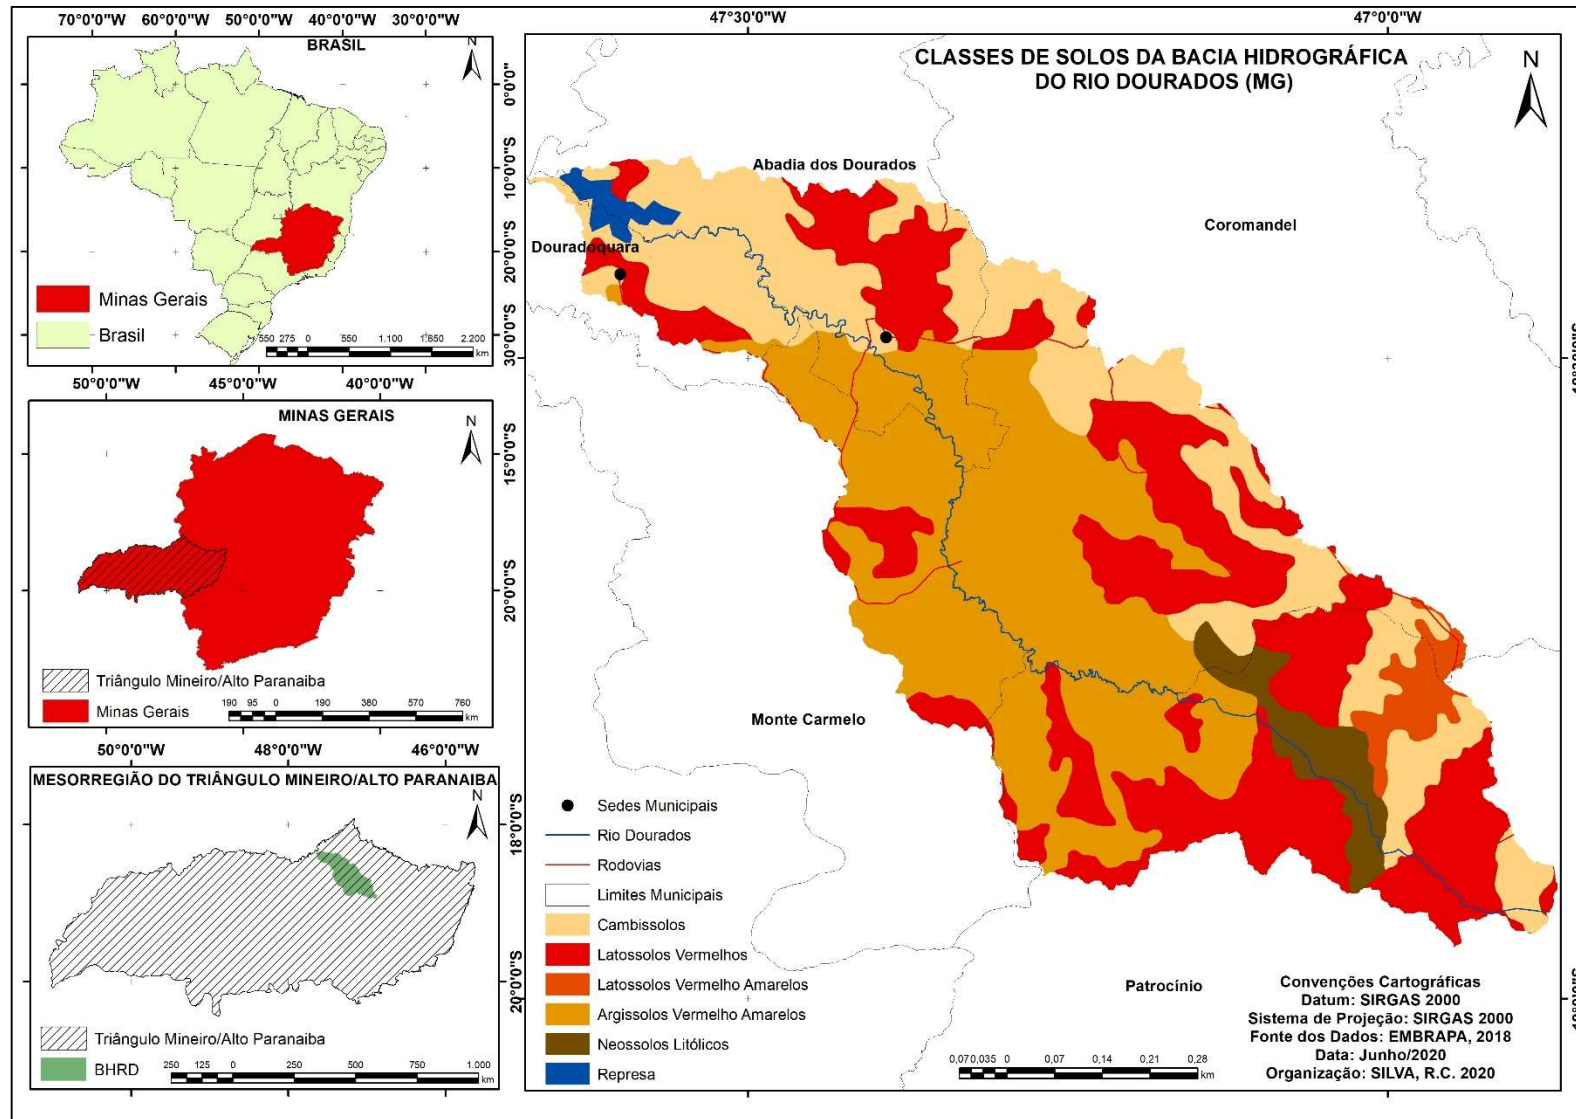 70°0'0"W 60°0'0"W 50°0'0"W 40°0'0"W 30°0'0"W
BRASIL
N
0°0'0"
10°0'0"S
20°0'0"S
30°0'0"S
Minas Gerais
Brasil
550 275 0 550 1.100 1.650 2.200
km
50°0'0"W 45°0'0"W 40°0'0"W
MINAS GERAIS
N
15°0'0"S
20°0'0"S
Triângulo Mineiro/Alto Paranaiba
Minas Gerais
190 95 0 190 380 570 760
km
50°0'0"W 48°0'0"W 46°0'0"W
MESORREGIÃO DO TRIÂNGULO MINEIRO/ALTO PARANAIBA
N
18°0'0"S
20°0'0"S
Triângulo Mineiro/Alto Paranaiba
BHRD
250 125 0 250 500 750 1.000
km
47°30'0"W 47°0'0"W
CLASSES DE SOLOS DA BACIA HIDROGRÁFICA
DO RIO DOURADOS (MG)
N
Abadia dos Dourados
Coromandel
Douradoquara
Monte Carmelo
Patrocínio
Sedes Municipais
Rio Dourados
Rodovias
Limites Municipais
Cambissolos
Latossolos Vermelhos
Latossolos Vermelho Amarelos
Argissolos Vermelho Amarelos
Neossolos Litólicos
Represa
0,07 0,035 0 0,07 0,14 0,21 0,28
km
Convenções Cartográficas
Datum: SIRGAS 2000
Sistema de Projeção: SIRGAS 2000
Fonte dos Dados: EMBRAPA, 2018
Data: Junho/2020
Organização: SILVA, R.C. 2020